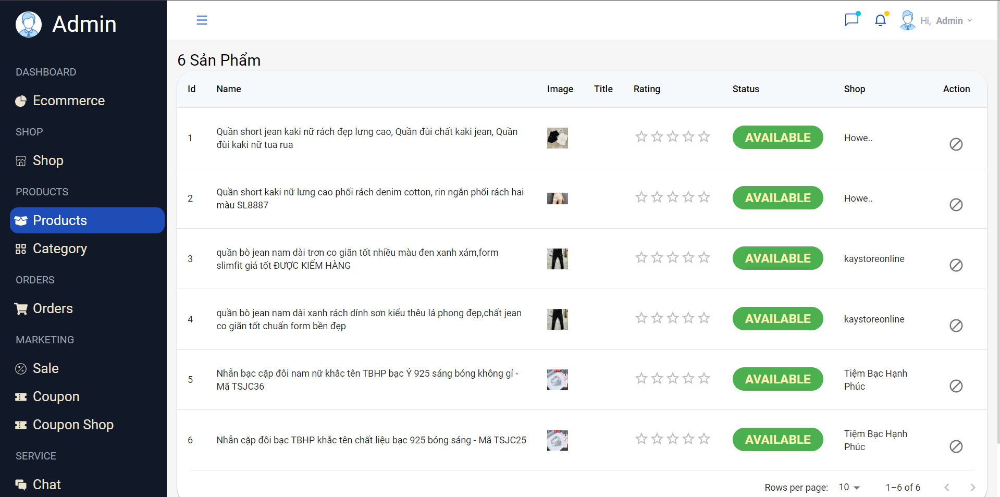 Admin
DASHBOARD
Ecommerce
SHOP
Shop
PRODUCTS
Products
Category
ORDERS
Orders
MARKETING
Sale
Coupon
Coupon Shop
SERVICE
Chat
Hi, Admin
6 Sản Phẩm
Id Name Image Title Rating Status Shop Action
1 Quần short jean kaki nữ rách đẹp lưng cao, Quần đùi chất kaki jean, Quần
đùi kaki nữ tua rua
AVAILABLE Howe..
2 Quần short kaki nữ lưng cao phối rách denim cotton, rin ngắn phối rách hai
màu SL8887
AVAILABLE Howe..
3 quần bò jean nam dài trơn co giãn tốt nhiều màu đen xanh xám,form
slimfit giá tốt ĐƯỢC KIỂM HÀNG
AVAILABLE kaystoreonline
4 quần bò jean nam dài xanh rách dính sơn kiểu thêu lá phong đẹp,chất jean
co giãn tốt chuẩn form bền đẹp
AVAILABLE kaystoreonline
5 Nhẫn bạc cặp đôi nam nữ khắc tên TBHP bạc Ý 925 sáng bóng không gỉ -
Mã TSJC36
AVAILABLE Tiệm Bạc Hạnh
Phúc
6 Nhẫn cặp đôi bạc TBHP khắc tên chất liệu bạc 925 bóng sáng - Mã TSJC25
AVAILABLE Tiệm Bạc Hạnh
Phúc
Rows per page: 10 1–6 of 6